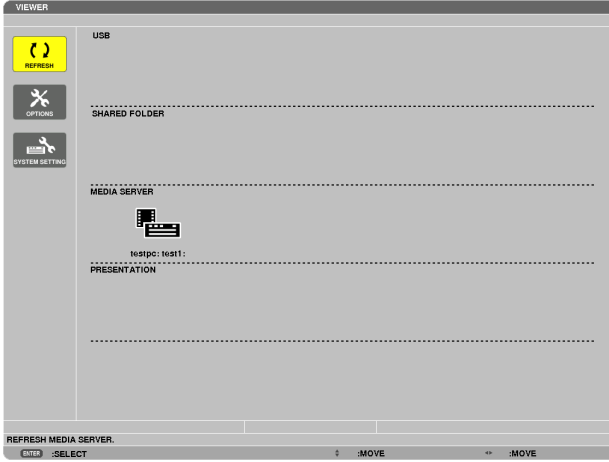 VIEWER
USB
REFRESH
OPTIONS
SHARED FOLDER
SYSTEM SETTING
MEDIA SERVER
testpc: test1:
PRESENTATION
REFRESH MEDIA SERVER.
ENTER :SELECT :MOVE :MOVE